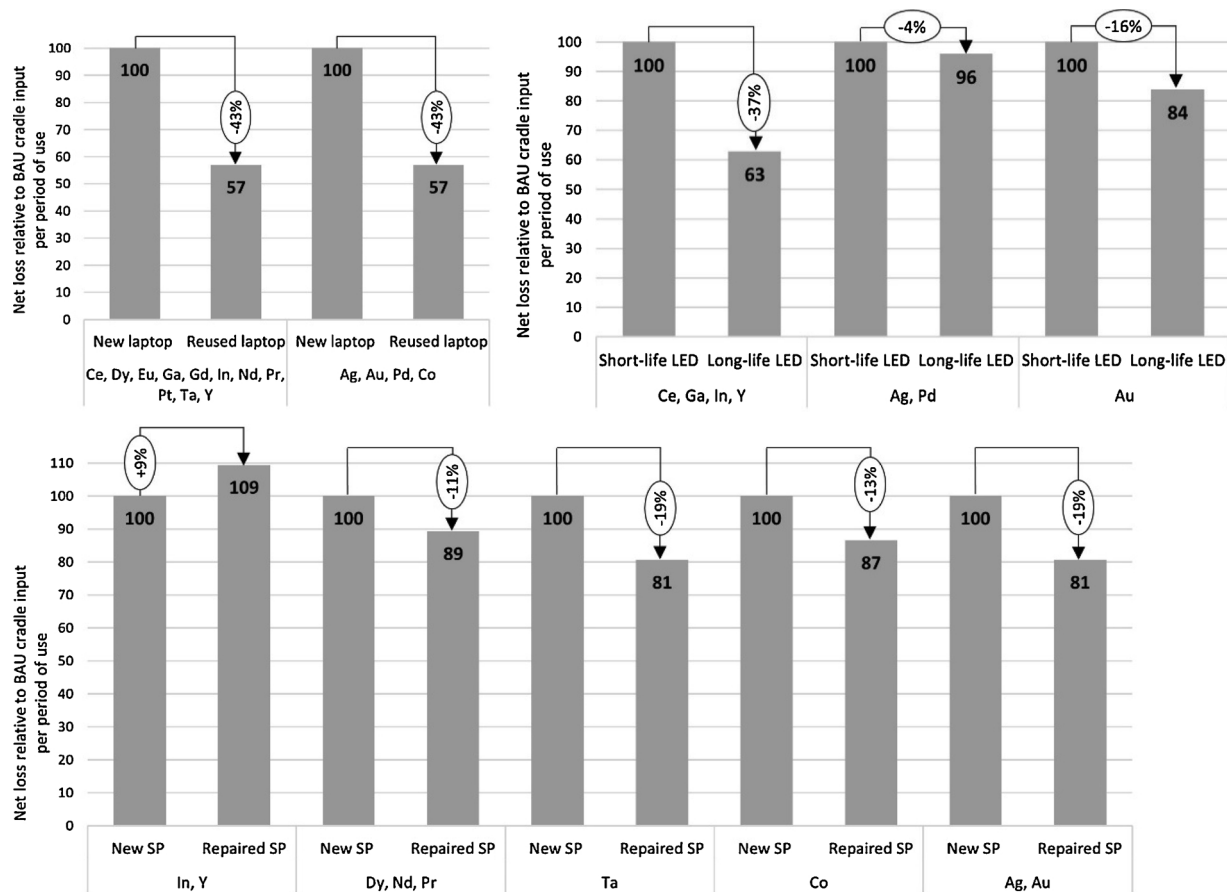 Net loss relative to BAU cradle input
per period of use
100
90
80
70
60
50
40
30
20
10
0
100
-43%
57
100
-43%
57
New laptop
Reused laptop
New laptop
Reused laptop
Ce, Dy, Eu, Ga, Gd, In, Nd, Pr,
Pt, Ta, Y
Ag, Au, Pd, Co
Net loss relative to BAU cradle input
per period of use
100
90
80
70
60
50
40
30
20
10
0
100
-37%
63
100
-4%
96
100
-16%
84
Short-life LED
Long-life LED
Short-life LED
Long-life LED
Short-life LED
Long-life LED
Ce, Ga, In, Y
Ag, Pd
Au
Net loss relative to BAU cradle input
per period of use
110
100
90
80
70
60
50
40
30
20
10
0
+9%
100
109
100
-11%
89
100
-19%
81
100
-13%
87
100
-19%
81
New SP
Repaired SP
New SP
Repaired SP
New SP
Repaired SP
New SP
Repaired SP
New SP
Repaired SP
In, Y
Dy, Nd, Pr
Ta
Co
Ag, Au